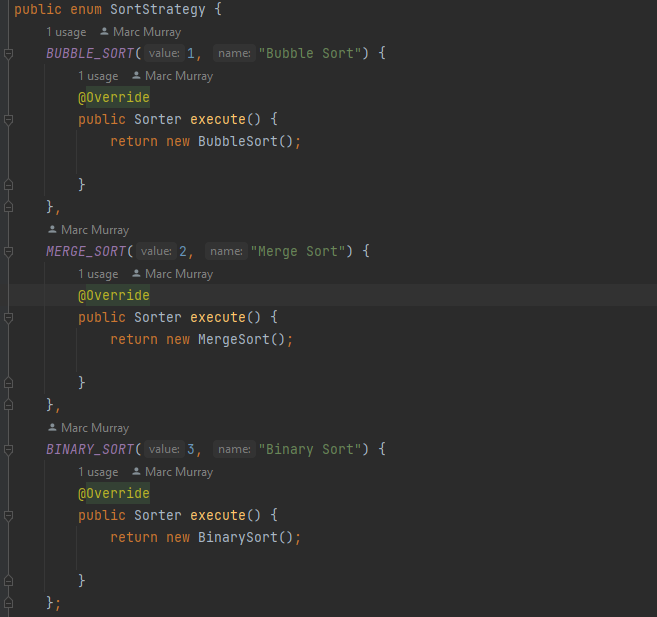 public enum SortStrategy {
1 usage Marc Murray
BUBBLE_SORT( value: 1, name: "Bubble Sort") {
1 usage Marc Murray
@Override
public Sorter execute() {
return new BubbleSort();
}
},
Marc Murray
MERGE_SORT( value: 2, name: "Merge Sort") {
1 usage Marc Murray
@Override
public Sorter execute() {
return new MergeSort();
}
},
Marc Murray
BINARY_SORT( value: 3, name: "Binary Sort") {
1 usage Marc Murray
@Override
public Sorter execute() {
return new BinarySort();
}
};